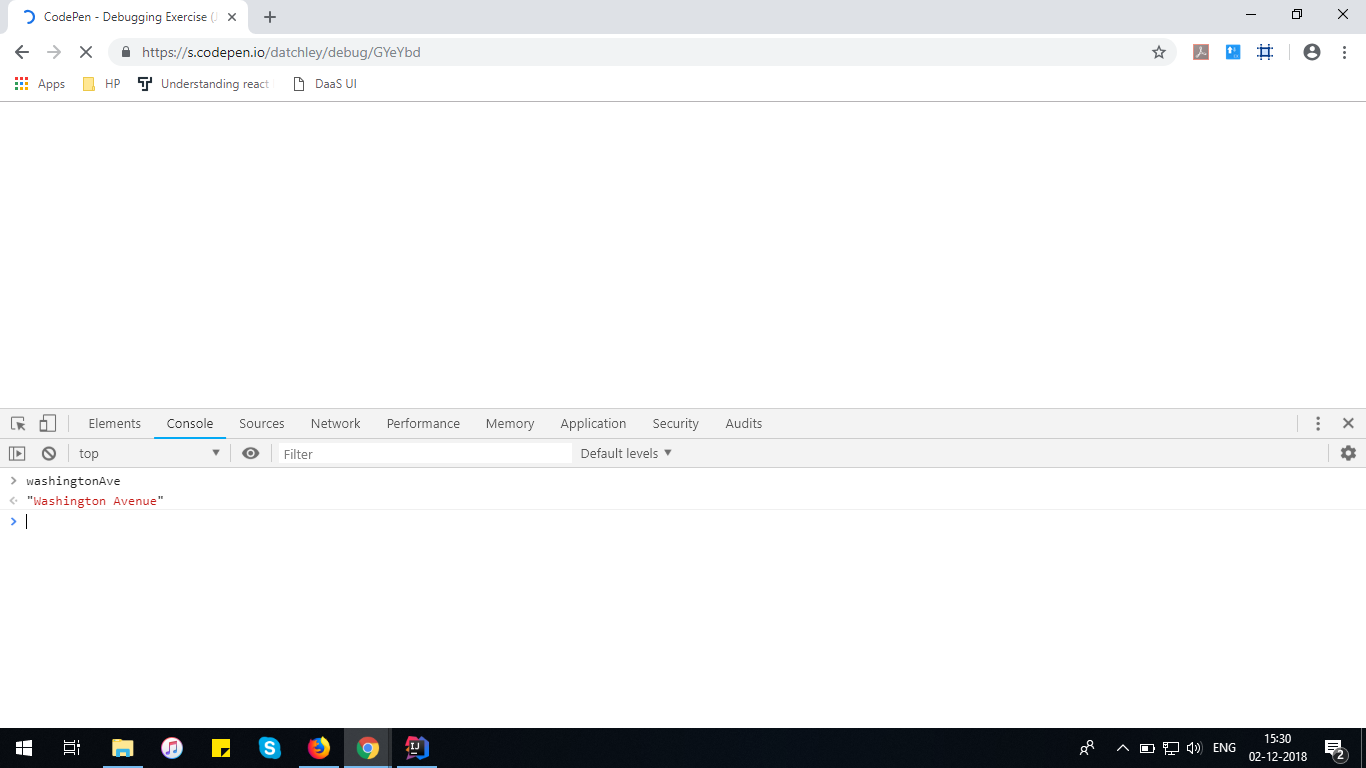 CodePen - Debugging Exercise (J
https://s.codepen.io/datchley/debug/GYeYbd
Apps HP Understanding react DaaS UI
Elements Console Sources Network Performance Memory Application Security Audits
top Filter Default levels
washingtonAve
"Washington Avenue"
IJ
ENG
15:30
02-12-2018
2